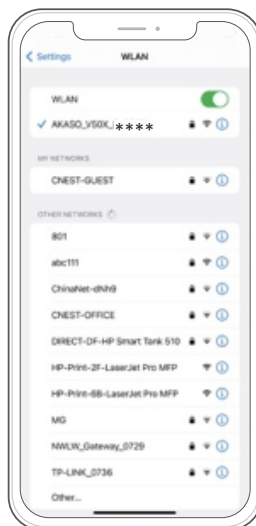 Settings WLAN
WLAN
AKASO_V50X_****
MY NETWORKS
CNEST-GUEST
OTHER NETWORKS
801
abc111
ChinaNet-dNh9
CNEST-OFFICE
DIRECT-DF-HP Smart Tank 510
HP-Print-2F-LaserJet Pro MFP
HP-Print-6B-LaserJet Pro MFP
MG
NWLW_Gateway_0729
TP-LINK_0736
Other...